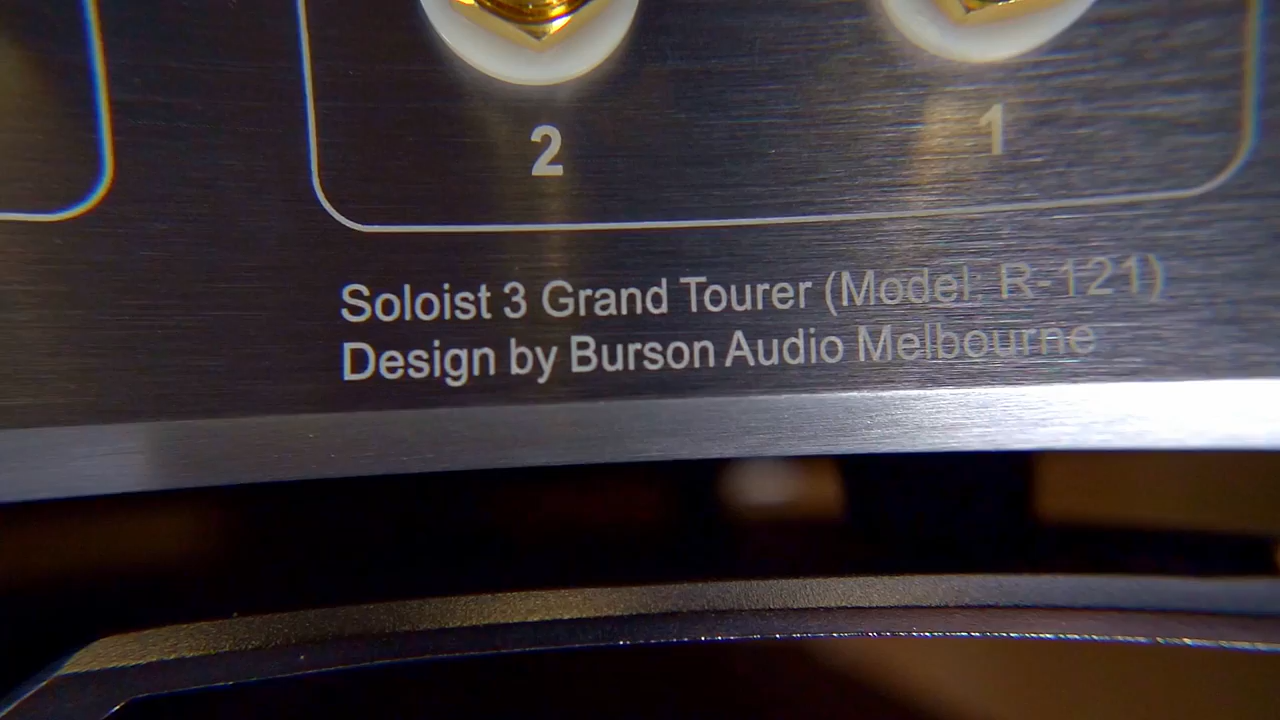 2 1
Soloist 3 Grand Tourer (Model: R-121)
Design by Burson Audio Melbourne